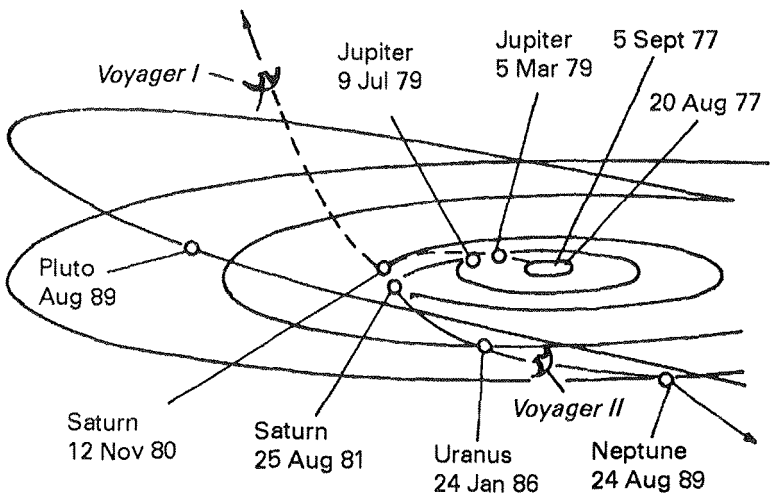 Voyager I
Jupiter
9 Jul 79
Jupiter
5 Mar 79
5 Sept 77
20 Aug 77
Pluto
Aug 89
Saturn
12 Nov 80
Saturn
25 Aug 81
Uranus
24 Jan 86
Voyager II
Neptune
24 Aug 89